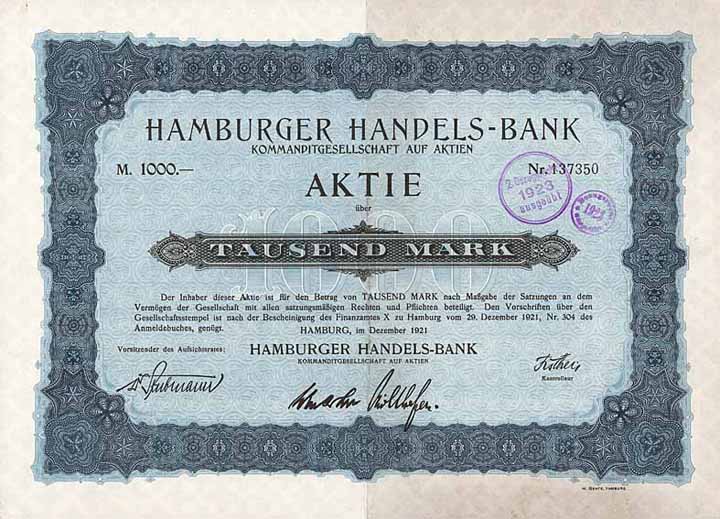 HAMBURGER HANDELS-BANK
KOMMANDITGESELLSCHAFT AUF AKTIEN
M. 1000.— Nr. 137350
AKTIE
über
1000
TAUSEND MARK
Der Inhaber dieser Aktie ist für den Betrag von TAUSEND MARK nach Maßgabe der Satzungen an dem
Vermögen der Gesellschaft mit allen satzungsmäßigen Rechten und Pflichten beteiligt. Den Vorschriften über den
Gesellschaftsstempel ist nach der Bescheinigung des Finanzamtes X zu Hamburg vom 29. Dezember 1921, Nr. 304 des
Anmeldebuches, genügt.
HAMBURG, im Dezember 1921
Vorsitzender des Aufsichtsrates: HAMBURGER HANDELS-BANK
KOMMANDITGESELLSCHAFT AUF AKTIEN
Kontrolleur
1923
ausgeübt